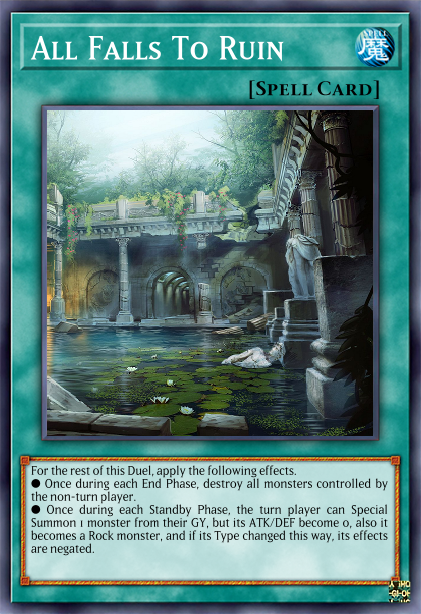 All Falls To Ruin
魔
[Spell Card]
For the rest of this Duel, apply the following effects.
● Once during each End Phase, destroy all monsters controlled by
the non-turn player.
● Once during each Standby Phase, the turn player can Special
Summon 1 monster from their GY, but its ATK/DEF become 0, also it
becomes a Rock monster, and if its Type changed this way, its effects
are negated.